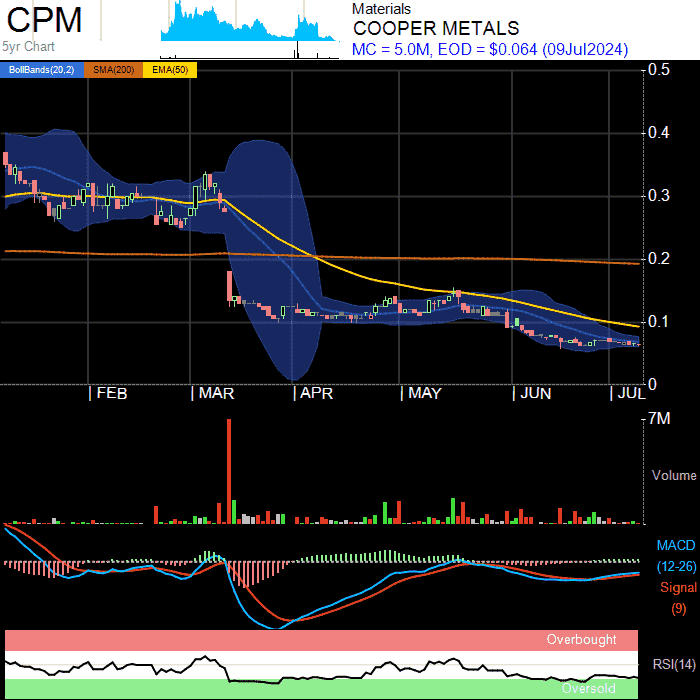 CPM
5yr Chart
Materials
COOPER METALS
MC = 5.0M, EOD = $0.064 (09Jul2024)
BollBands(20,2) SMA(200) EMA(50)
0.5
0.4
0.3
0.2
0.1
0
FEB MAR APR MAY JUN JUL
7M
Volume
MACD
(12-26)
Signal
(9)
Overbought
RSI(14)
Oversold